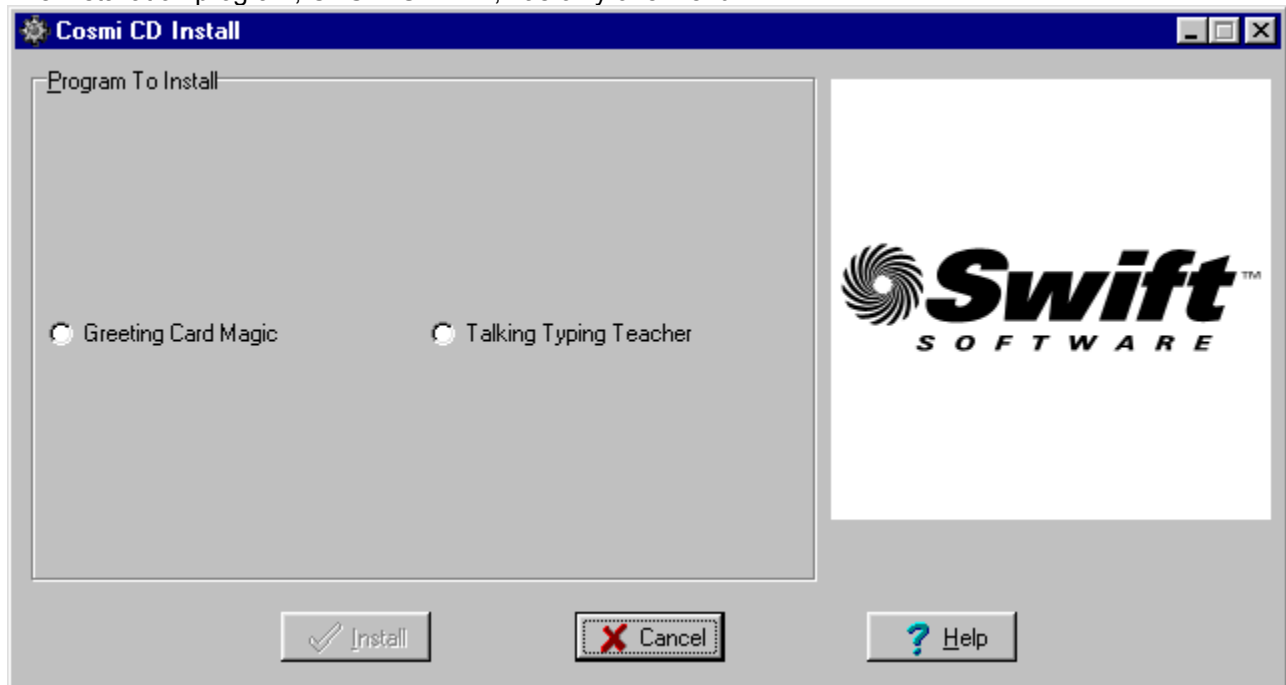 Cosmi CD Install
Program To Install
Greeting Card Magic
Talking Typing Teacher
Swift™
SOFTWARE
Install
Cancel
Help